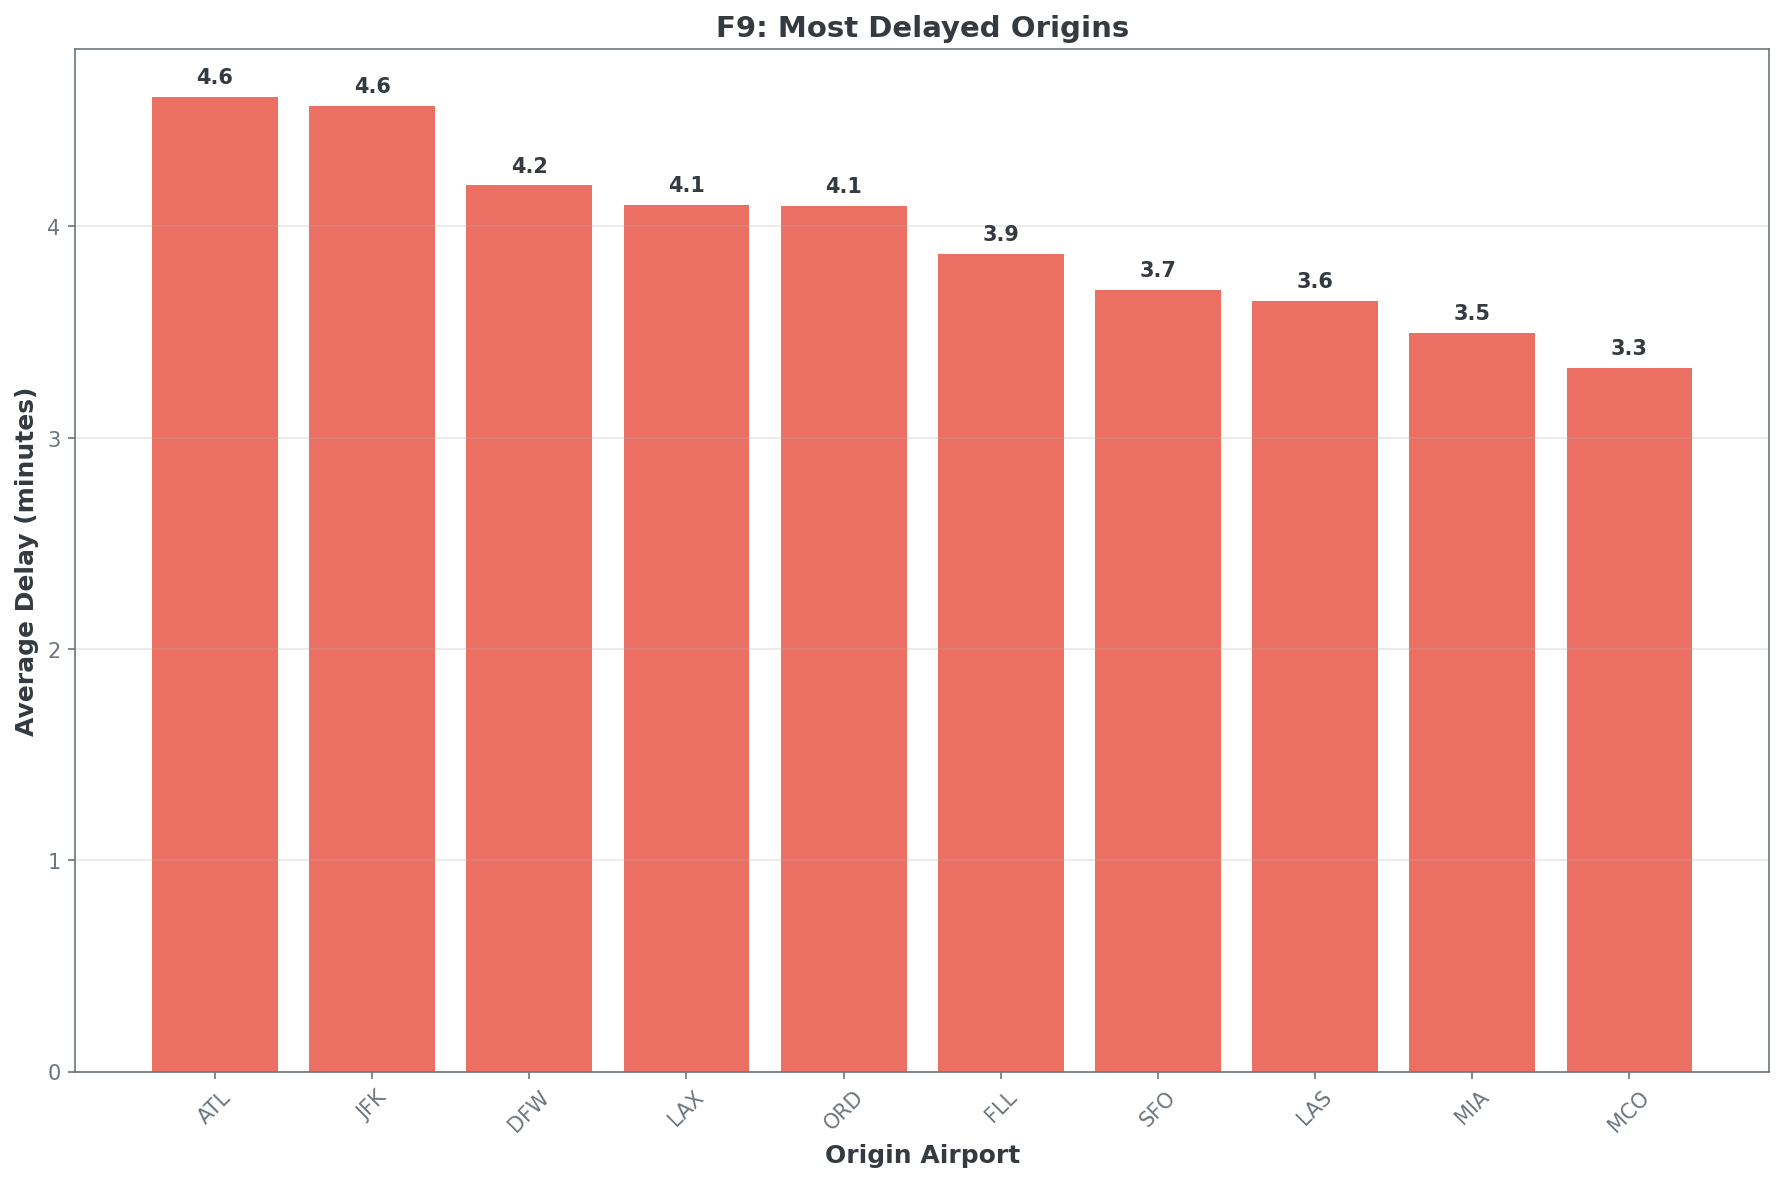 F9: Most Delayed Origins
4.6
4.6
4.2
4.1
4.1
3.9
3.7
3.6
3.5
3.3
Average Delay (minutes)
4
3
2
1
0
ATL
JFK
DFW
LAX
ORD
FLL
SFO
LAS
MIA
MCO
Origin Airport